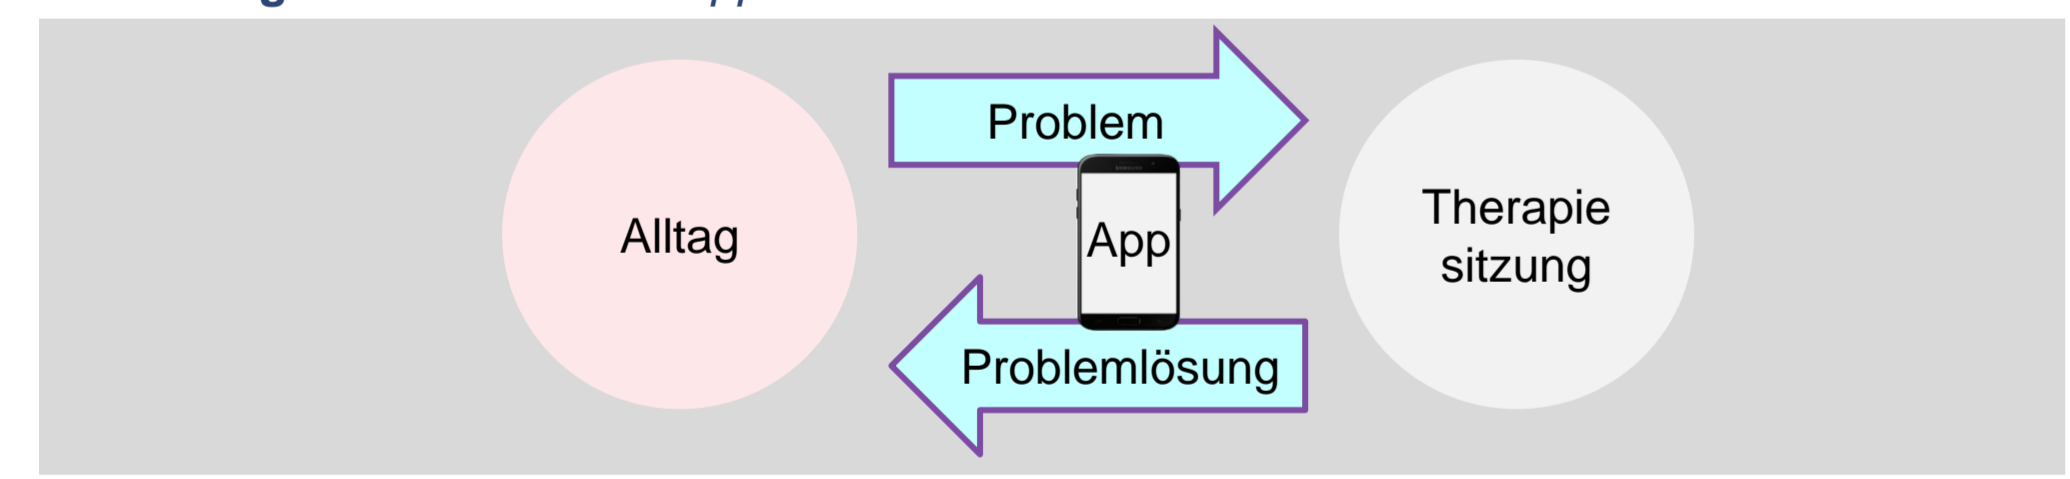 Problem
Alltag
App
Therapie
sitzung
Problemlösung